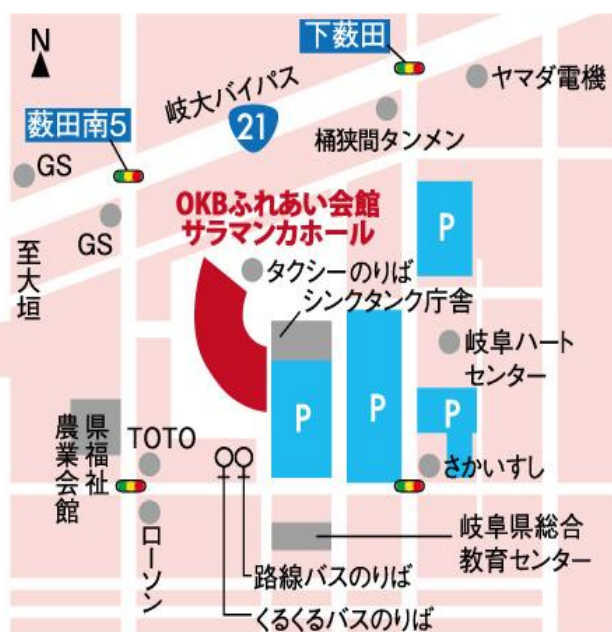 N
下薮田
ヤマダ電機
岐大バイパス
21
桶狭間タンメン
薮田南5
GS
GS
至大垣
OKBふれあい会館
サラマンカホール
P
タクシーのりば
シンクタンク庁舎
岐阜ハート
センター
P
P
P
県福祉
農業会館
TOTO
さかいすし
ローソン
岐阜県総合
教育センター
路線バスのりば
くるくるバスのりば